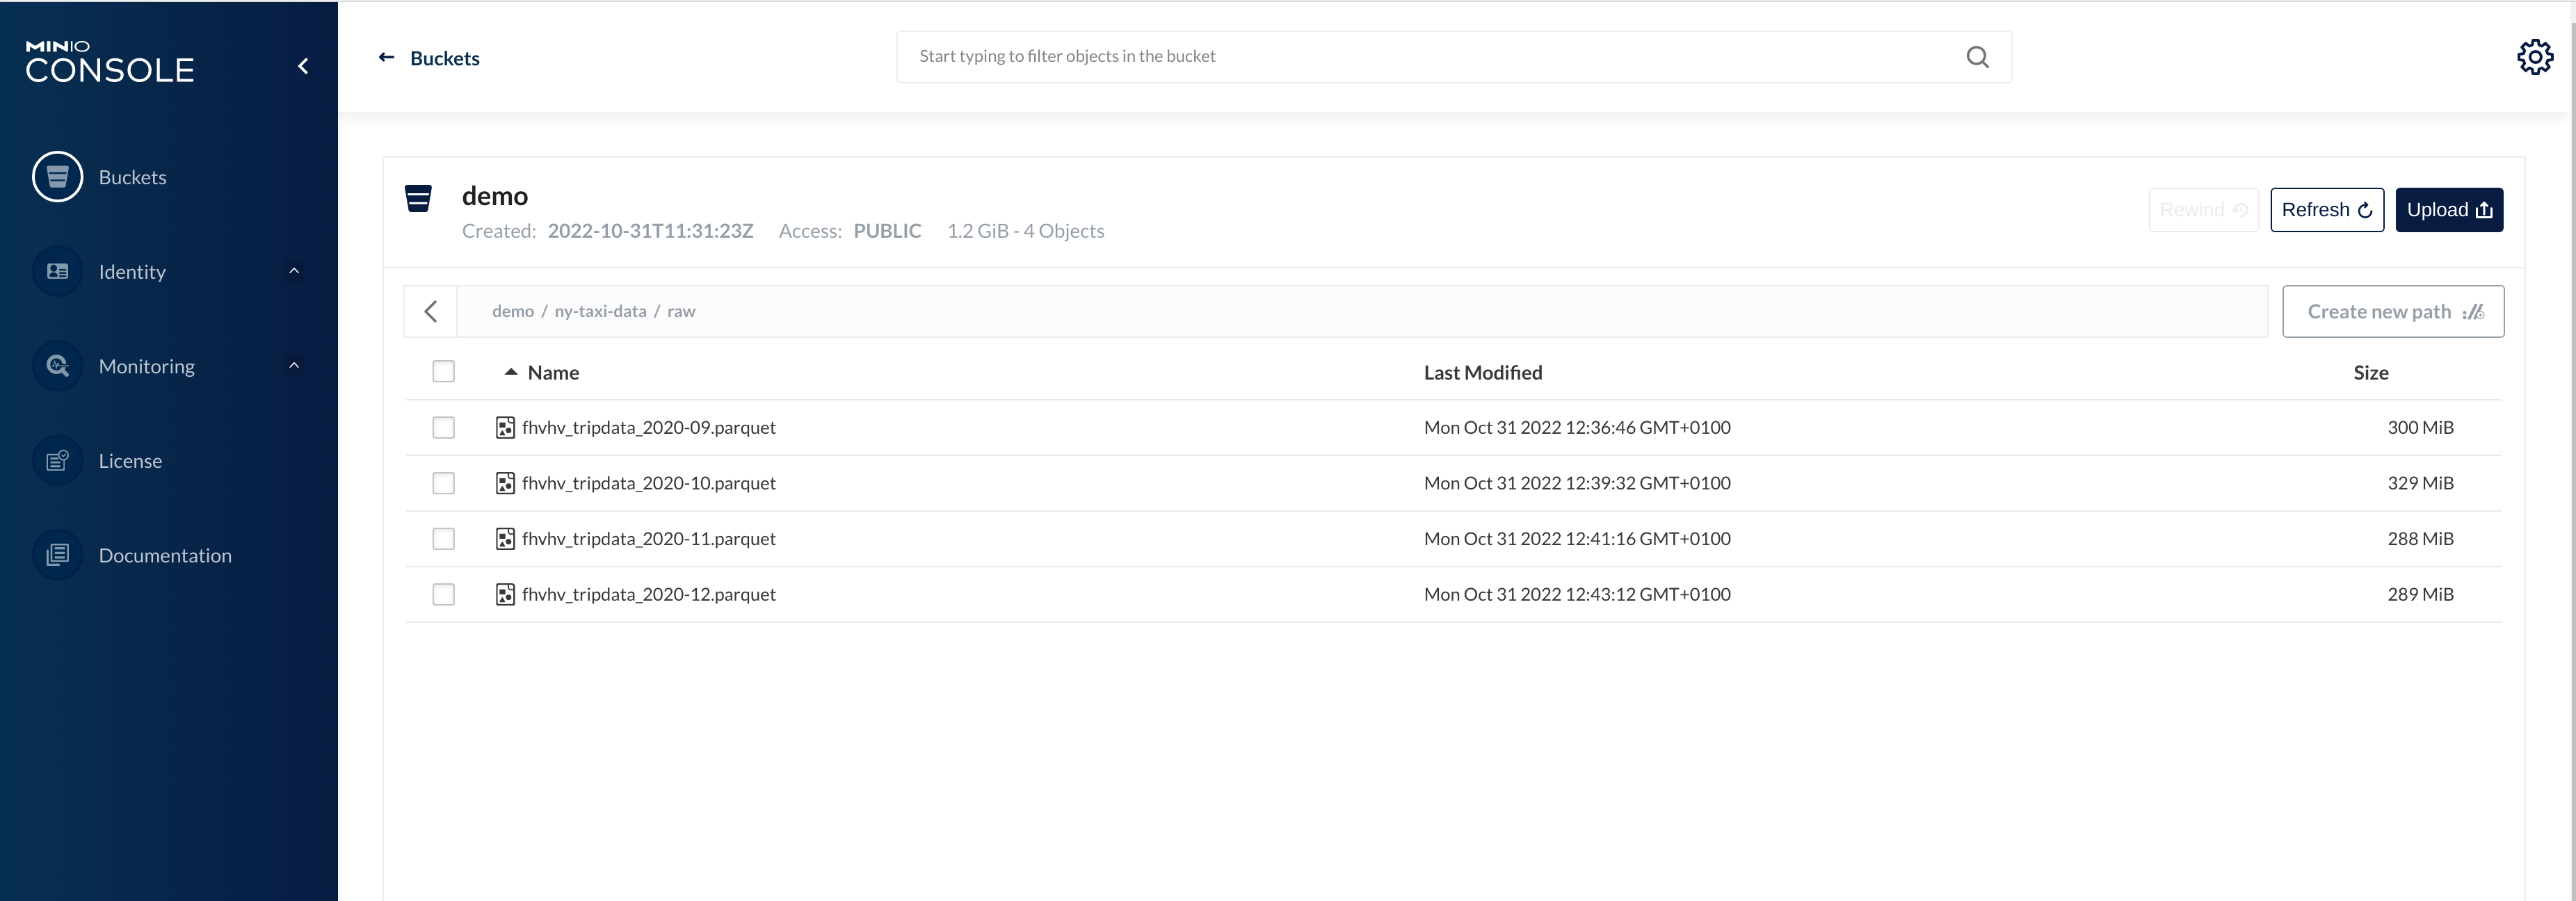 MINIO
CONSOLE
Buckets
Identity
Monitoring
License
Documentation
Buckets
Start typing to filter objects in the bucket
demo
Created: 2022-10-31T11:31:23Z Access: PUBLIC 1.2 GiB - 4 Objects
Rewind Refresh Upload
demo / ny-taxi-data / raw
Create new path
Name Last Modified Size
fhvhv_tripdata_2020-09.parquet Mon Oct 31 2022 12:36:46 GMT+0100 300 MiB
fhvhv_tripdata_2020-10.parquet Mon Oct 31 2022 12:39:32 GMT+0100 329 MiB
fhvhv_tripdata_2020-11.parquet Mon Oct 31 2022 12:41:16 GMT+0100 288 MiB
fhvhv_tripdata_2020-12.parquet Mon Oct 31 2022 12:43:12 GMT+0100 289 MiB